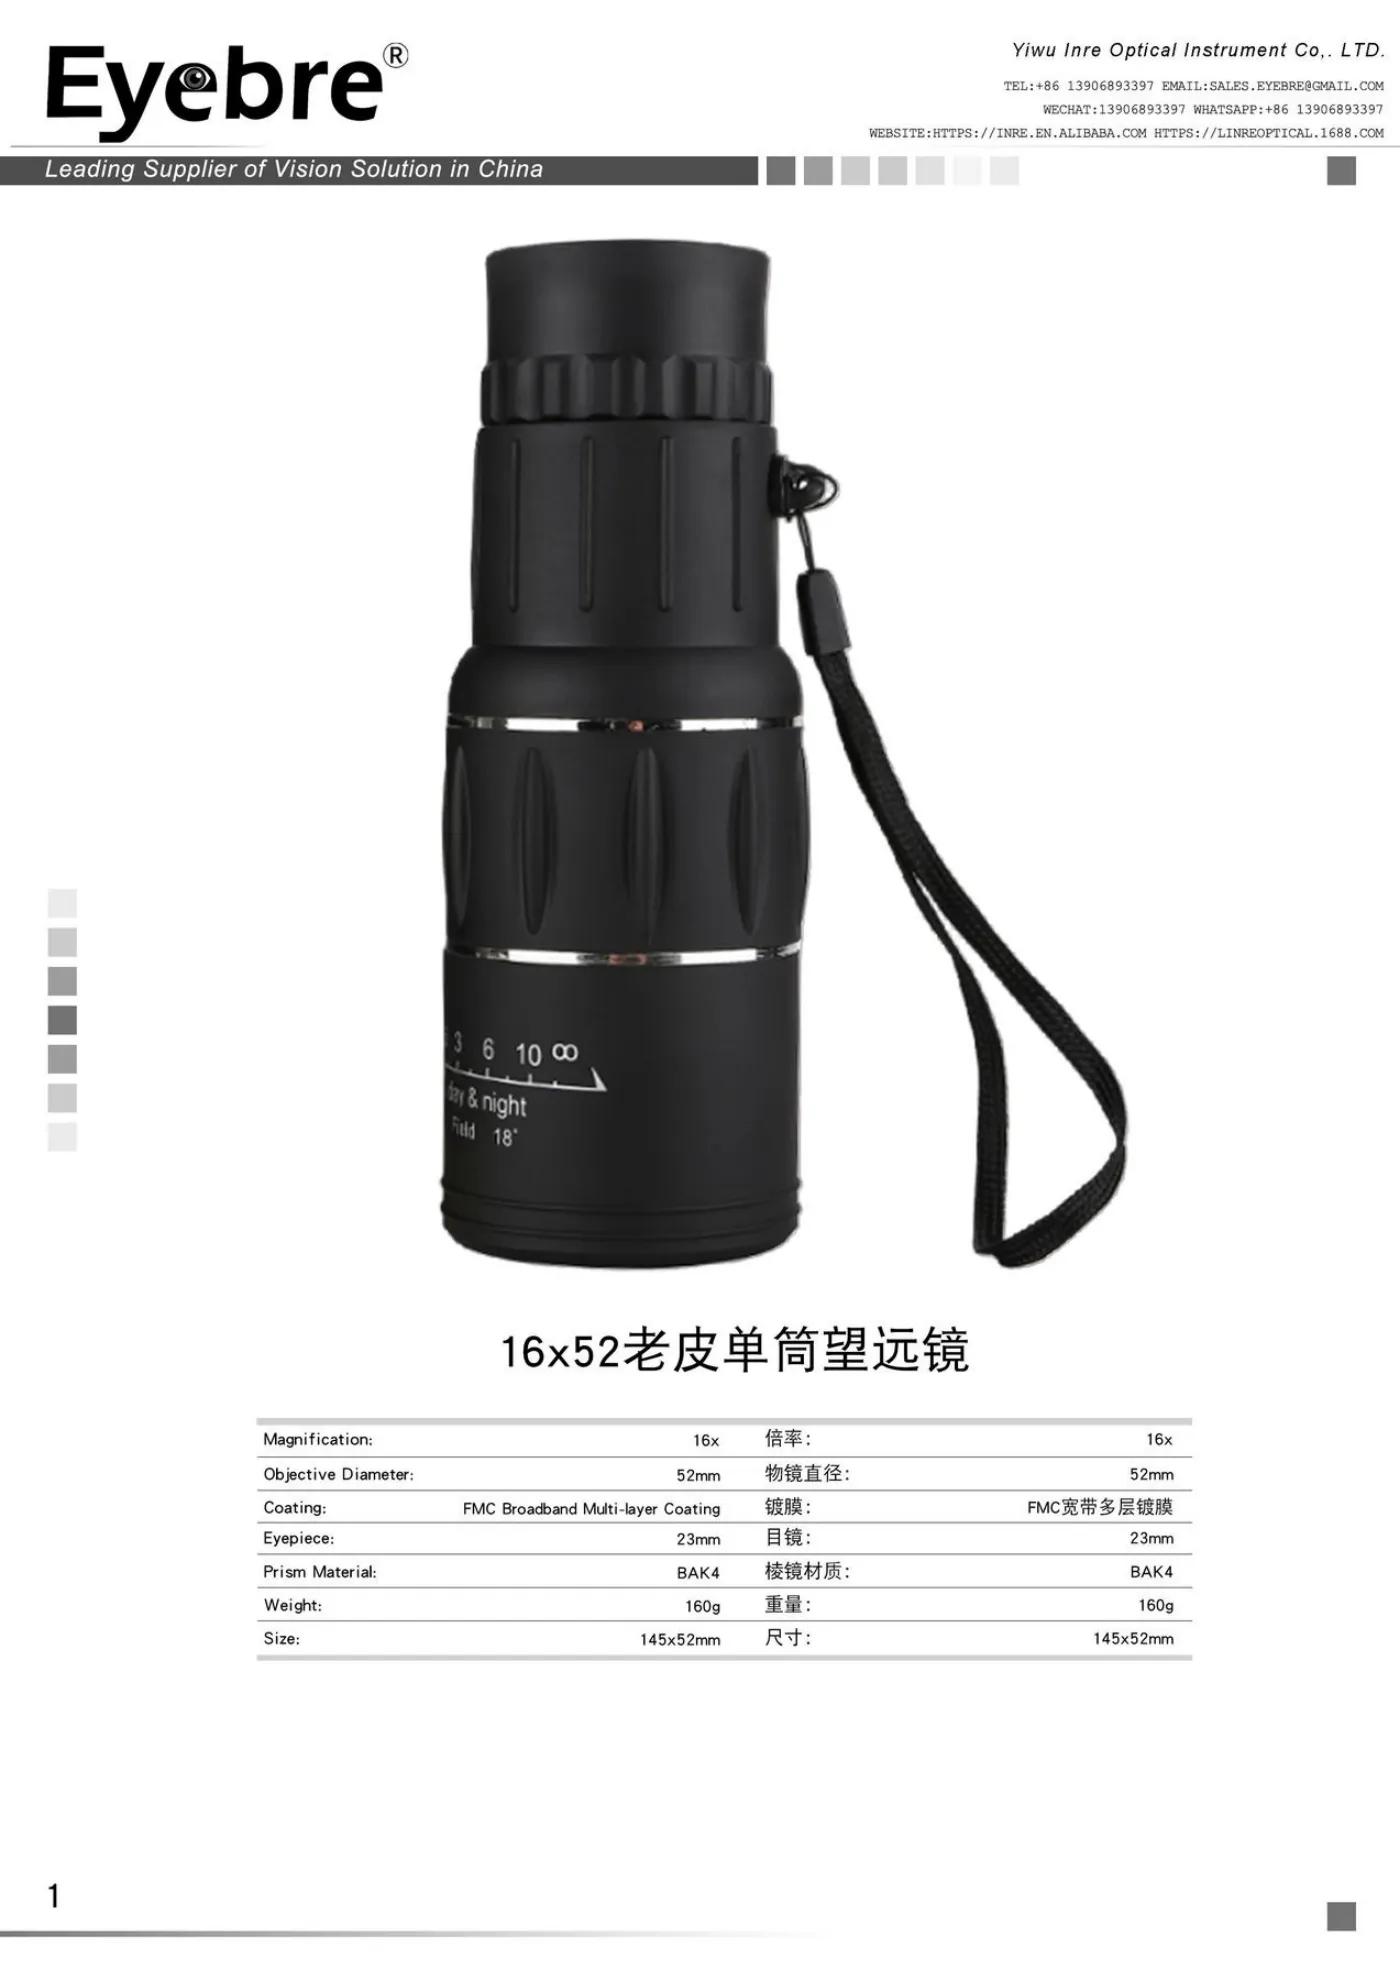 Eyebre®
Yiwu Inre Optical Instrument Co,. LTD.
TEL:+86 13906893397 EMAIL:SALES.EYEBRE@GMAIL.COM
WECHAT:13906893397 WHATSAPP:+86 13906893397
WEBSITE:HTTPS://INRE.EN.ALIBABA.COM HTTPS://LINREOPTICAL.1688.COM
Leading Supplier of Vision Solution in China
3 6 10 ∞
day & night
Field 18°
16x52老皮单筒望远镜
Magnification: 16x 倍率: 16x
Objective Diameter: 52mm 物镜直径: 52mm
Coating: FMC Broadband Multi-layer Coating 镀膜: FMC宽带多层镀膜
Eyepiece: 23mm 目镜: 23mm
Prism Material: BAK4 棱镜材质: BAK4
Weight: 160g 重量: 160g
Size: 145x52mm 尺寸: 145x52mm
1